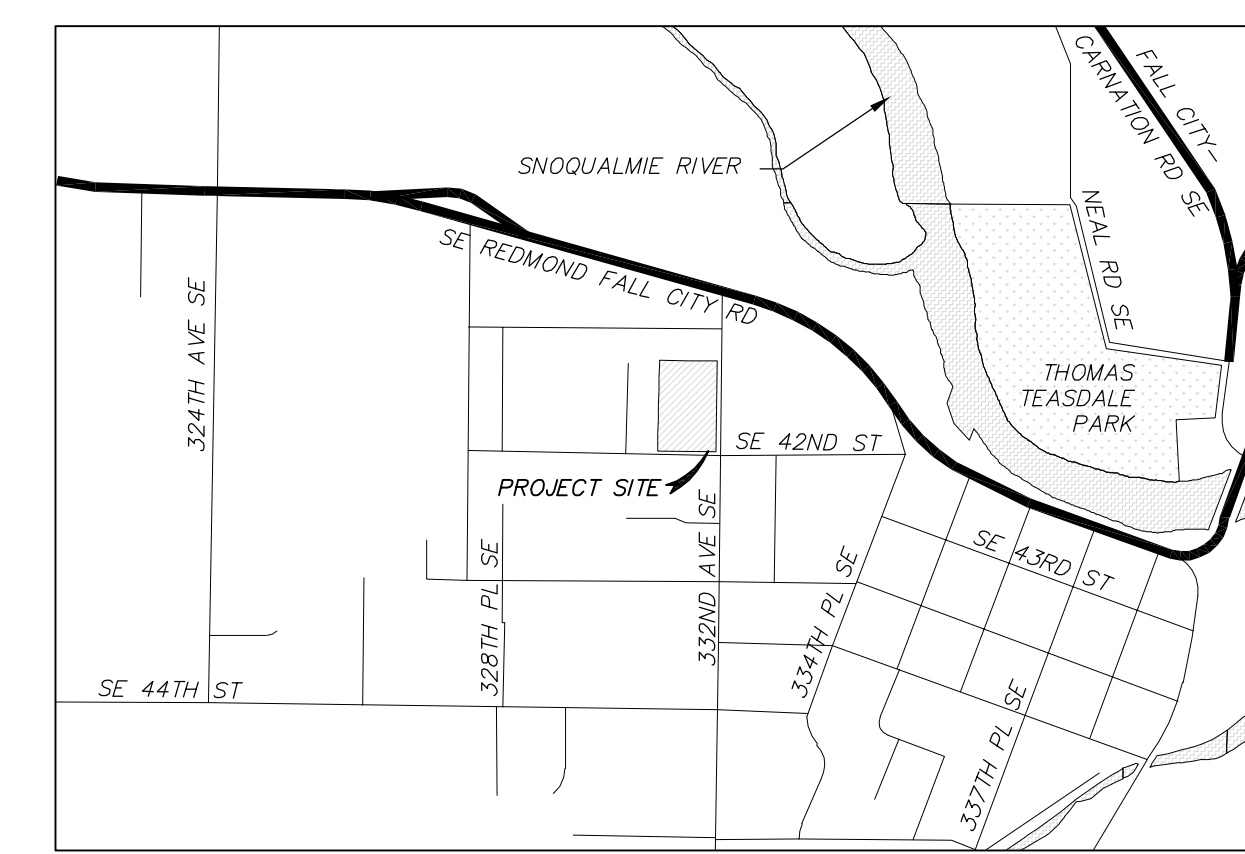 FALL CITY-
CARNATION RD SE
SNOQUALMIE RIVER
NEAL RD SE
SE REDMOND FALL CITY RD
324TH AVE SE
THOMAS
TEASDALE
PARK
SE 42ND ST
PROJECT SITE
SE 43RD ST
328TH PL SE
332ND AVE SE
334TH PL SE
SE 44TH ST
337TH PL SE